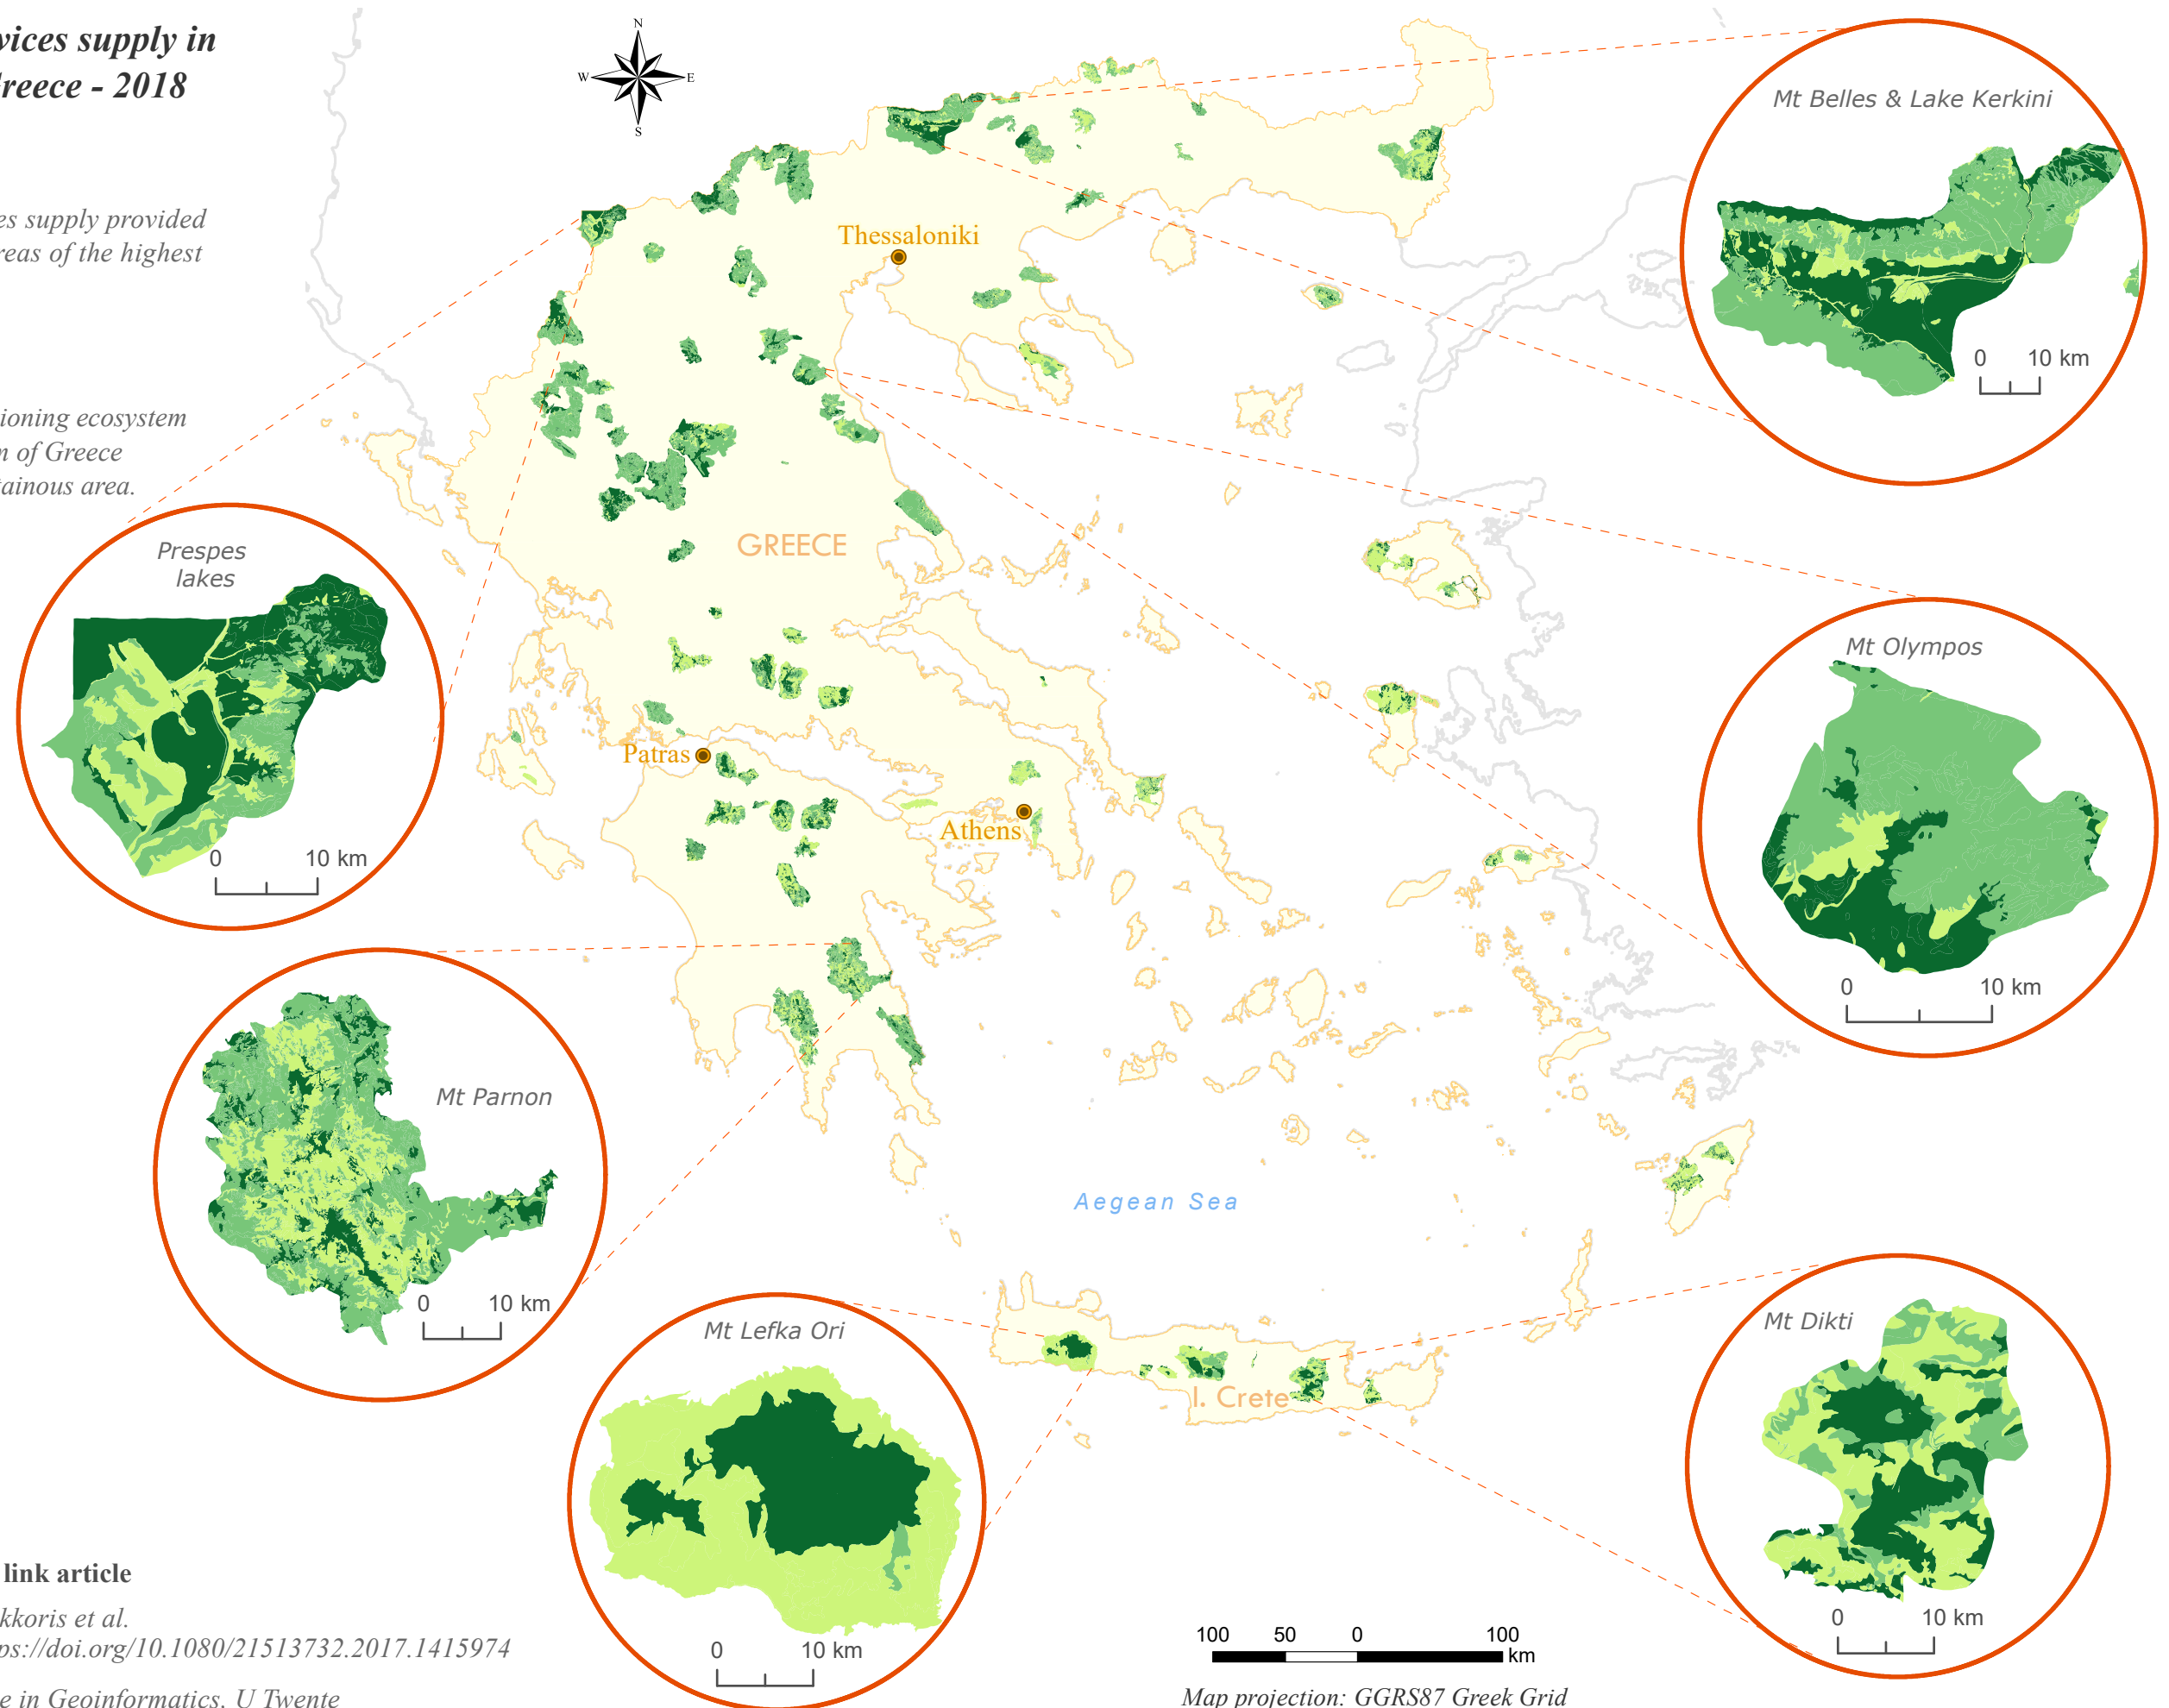 vices supply in
reece - 2018
es supply provided
reas of the highest
ioning ecosystem
n of Greece
tainous area.
N
W
E
S
Mt Belles & Lake Kerkini
0 10 km
Thessaloniki
GREECE
Prespes
lakes
0 10 km
Mt Olympos
0 10 km
Patras
Athens
Mt Parnon
0 10 km
Aegean Sea
Mt Lefka Ori
0 10 km
I. Crete
Mt Dikti
0 10 km
100 50 0 100
km
Map projection: GGRS87 Greek Grid
link article
kkoris et al.
ps://doi.org/10.1080/21513732.2017.1415974
e in Geoinformatics, U Twente